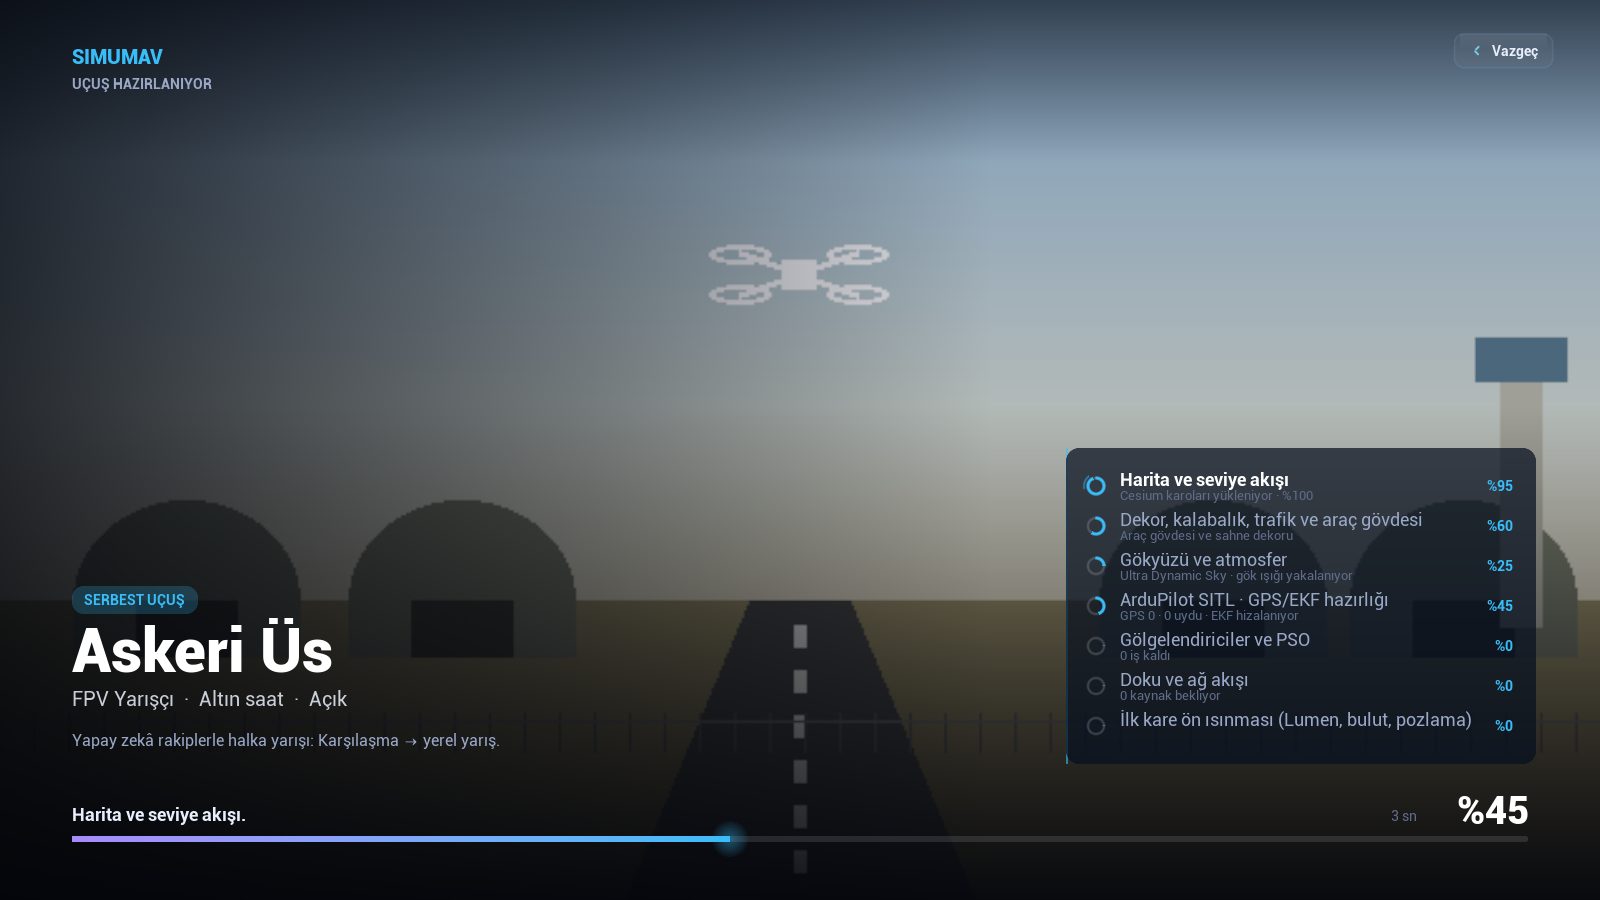 SIMUMAV
UÇUŞ HAZIRLANIYOR
Vazgeç
Harita ve seviye akışı %95
Cesium karoları yükleniyor · %100
Dekor, kalabalık, trafik ve araç gövdesi %60
Araç gövdesi ve sahne dekoru
Gökyüzü ve atmosfer %25
Ultra Dynamic Sky · gök ışığı yakalanıyor
ArduPilot SITL · GPS/EKF hazırlığı %45
GPS 0 · 0 uydu · EKF hizalanıyor
Gölgelendiriciler ve PSO %0
0 iş kaldı
Doku ve ağ akışı %0
0 kaynak bekliyor
İlk kare ön ısınması (Lumen, bulut, pozlama) %0
SERBEST UÇUŞ
Askeri Üs
FPV Yarışçı · Altın saat · Açık
Yapay zekâ rakiplerle halka yarışı: Karşılaşma → yerel yarış.
Harita ve seviye akışı.
3 sn %45